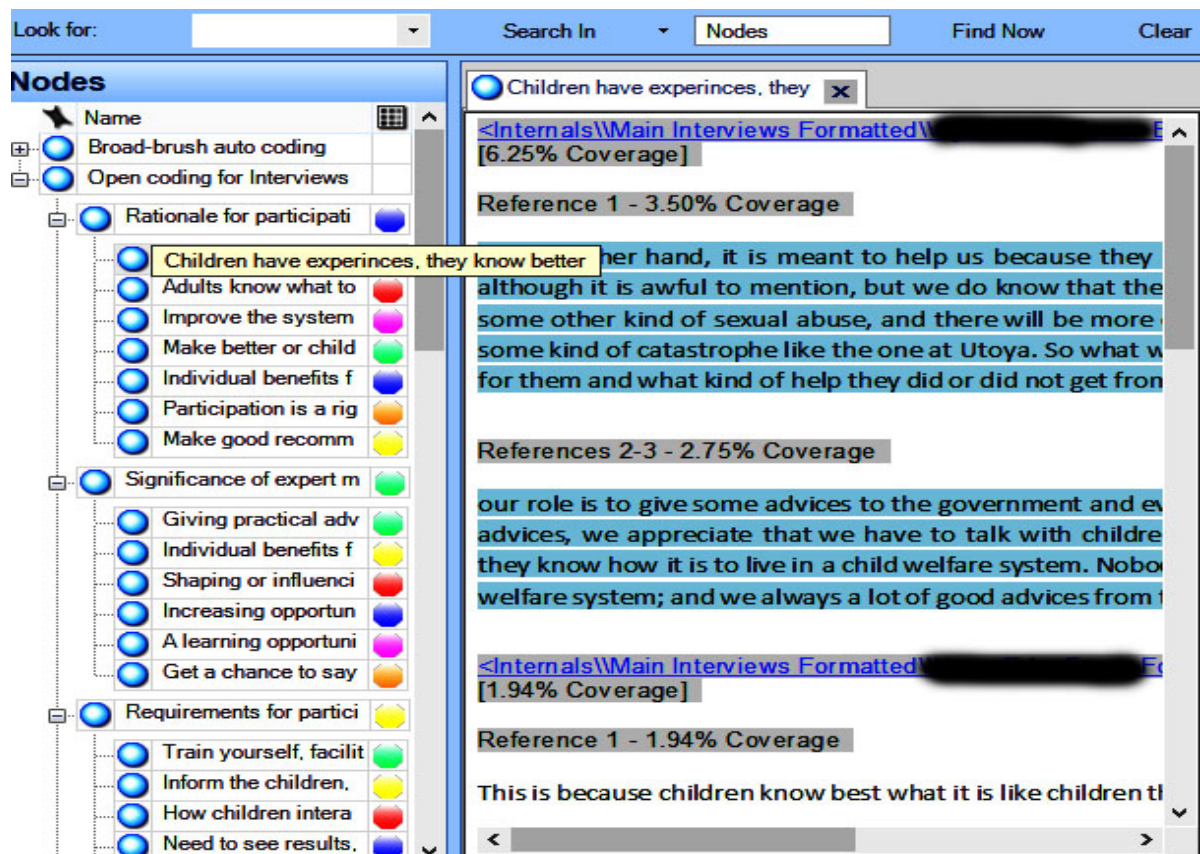 Look for:
Search In
Nodes
Find Now
Clear
Nodes
Name
Broad-brush auto coding
Open coding for Interviews
Rationale for participati
Children have experinces, they know better
Adults know what to
Improve the system
Make better or child
Individual benefits f
Participation is a rig
Make good recomm
Significance of expert m
Giving practical adv
Individual benefits f
Shaping or influenci
Increasing opportun
A learning opportuni
Get a chance to say
Requirements for partici
Train yourself, facilit
Inform the children,
How children intera
Need to see results,
Children have experinces, they
<Internals\\Main Interviews Formatted\
[6.25% Coverage]
Reference 1 - 3.50% Coverage
her hand, it is meant to help us because they
although it is awful to mention, but we do know that the
some other kind of sexual abuse, and there will be more
some kind of catastrophe like the one at Utoya. So what w
for them and what kind of help they did or did not get from
References 2-3 - 2.75% Coverage
our role is to give some advices to the government and ev
advices, we appreciate that we have to talk with childre
they know how it is to live in a child welfare system. Nobo
welfare system; and we always a lot of good advices from
<Internals\\Main Interviews Formatted\
[1.94% Coverage]
Reference 1 - 1.94% Coverage
This is because children know best what it is like children th